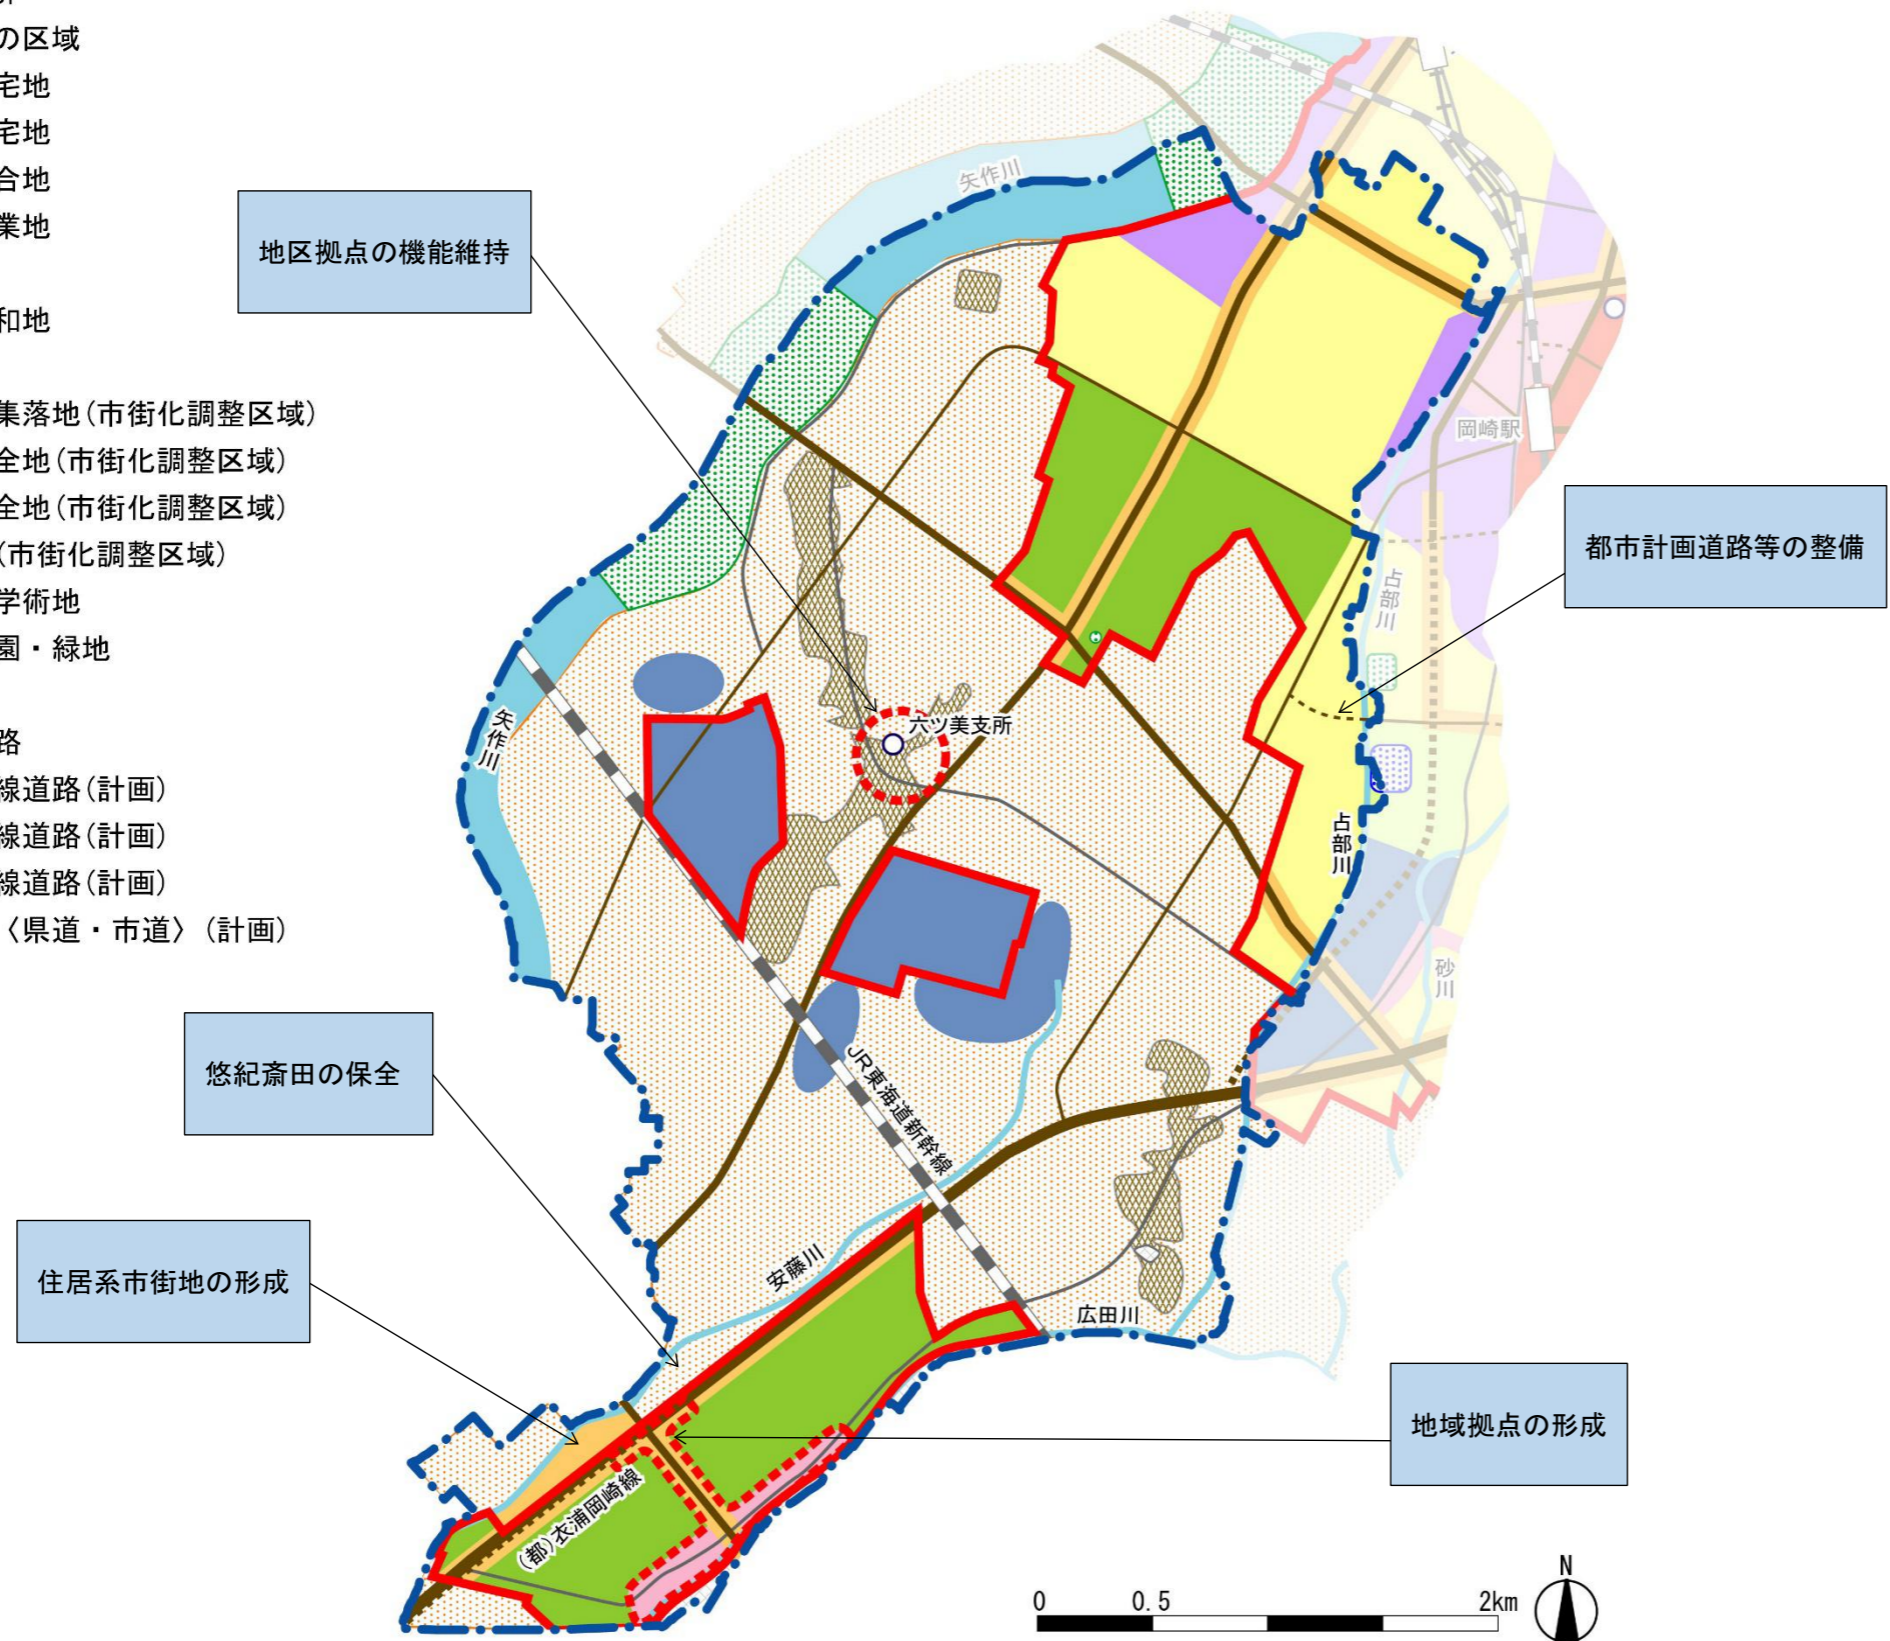 の区域
宅地
宅地
合地
業地
和地
集落地(市街化調整区域)
全地(市街化調整区域)
全地(市街化調整区域)
(市街化調整区域)
学術地
園・緑地
路
線道路(計画)
線道路(計画)
線道路(計画)
〈県道・市道〉(計画)
矢作川
地区拠点の機能維持
岡崎駅
都市計画道路等の整備
占部川
六ツ美支所
矢作川
占部川
砂川
悠紀斎田の保全
JR東海道新幹線
安藤川
住居系市街地の形成
広田川
地域拠点の形成
(都)衣浦岡崎線
N
0 0.5 2km